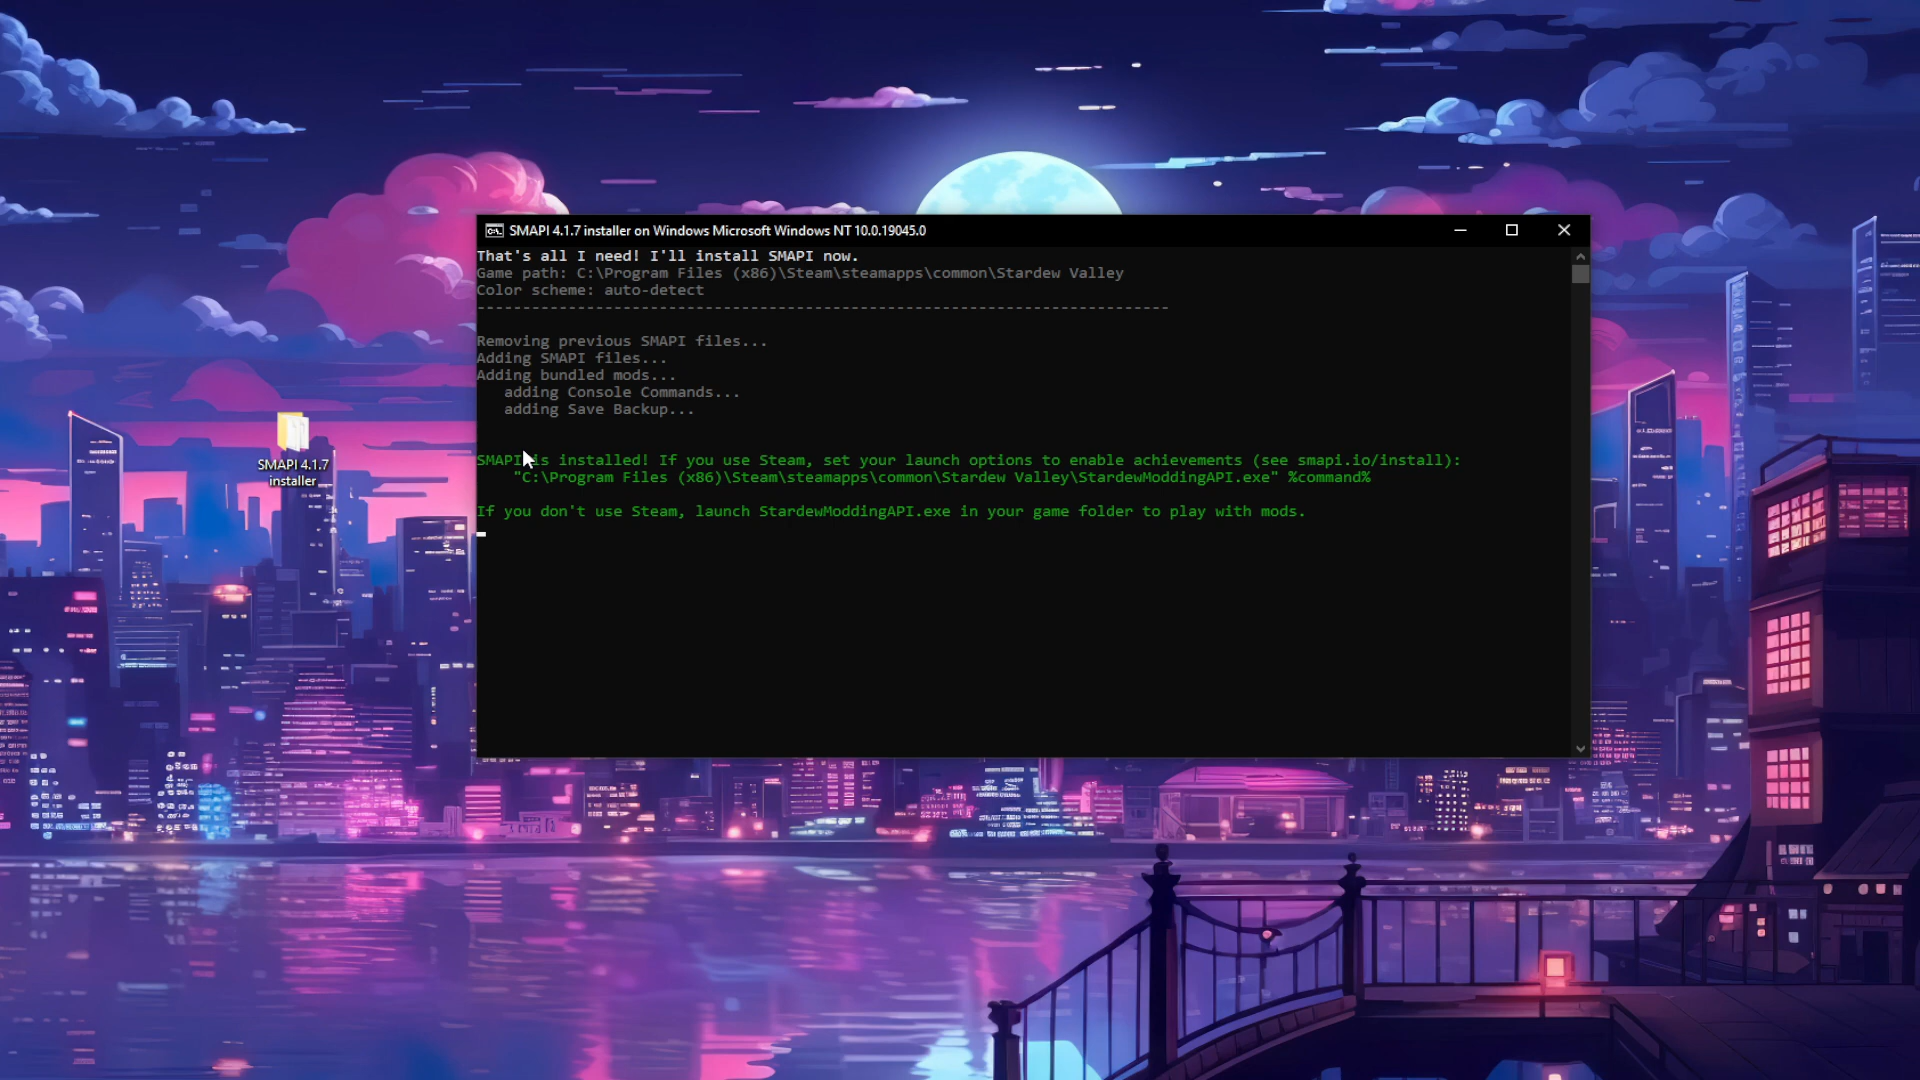 SMAPI 4.1.7 installer on Windows Microsoft Windows NT 10.0.19045.0
That's all I need! I'll install SMAPI now.
Game path: C:\Program Files (x86)\Steam\steamapps\common\Stardew Valley
Color scheme: auto-detect
----------------------------------------------------------------------------
Removing previous SMAPI files...
Adding SMAPI files...
Adding bundled mods...
adding Console Commands...
adding Save Backup...
SMAPI is installed! If you use Steam, set your launch options to enable achievements (see smapi.io/install):
"C:\Program Files (x86)\Steam\steamapps\common\Stardew Valley\StardewModdingAPI.exe" %command%
If you don't use Steam, launch StardewModdingAPI.exe in your game folder to play with mods.
SMAPI 4.1.7
installer